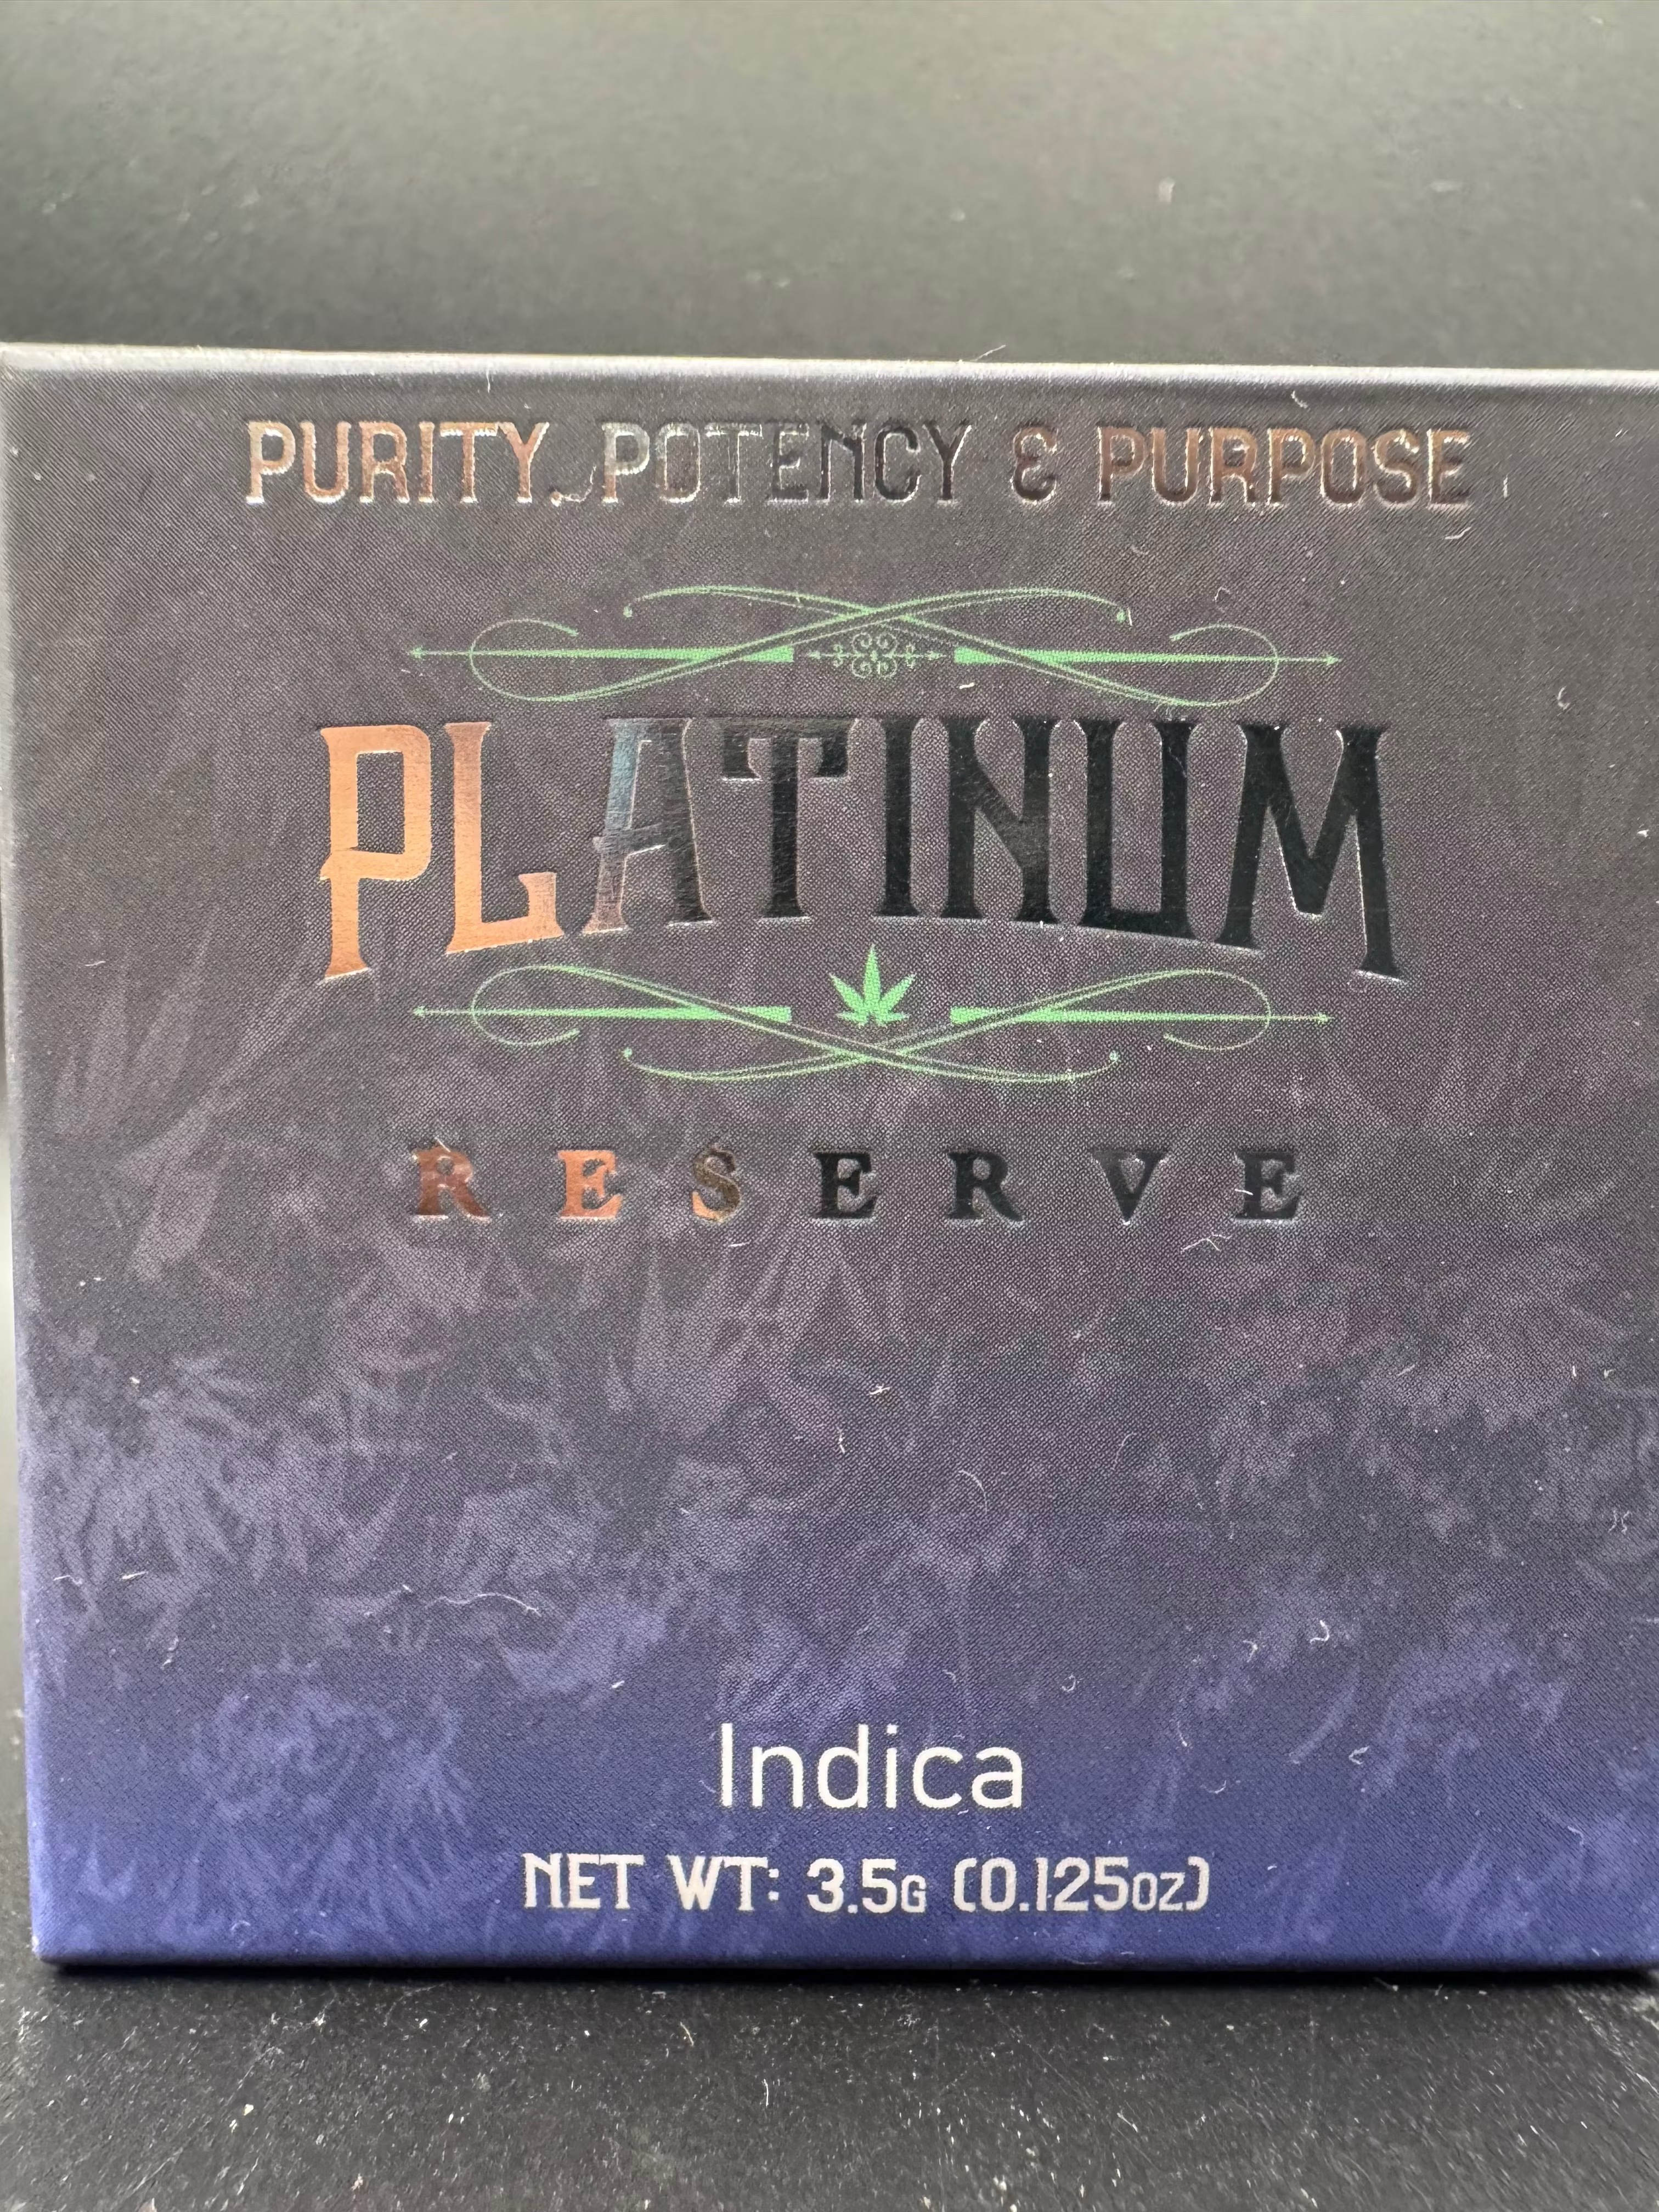 PURITY, POTENCY & PURPOSE
PLATINUM
RESERVE
Indica
NET WT: 3.5G (0.125OZ)